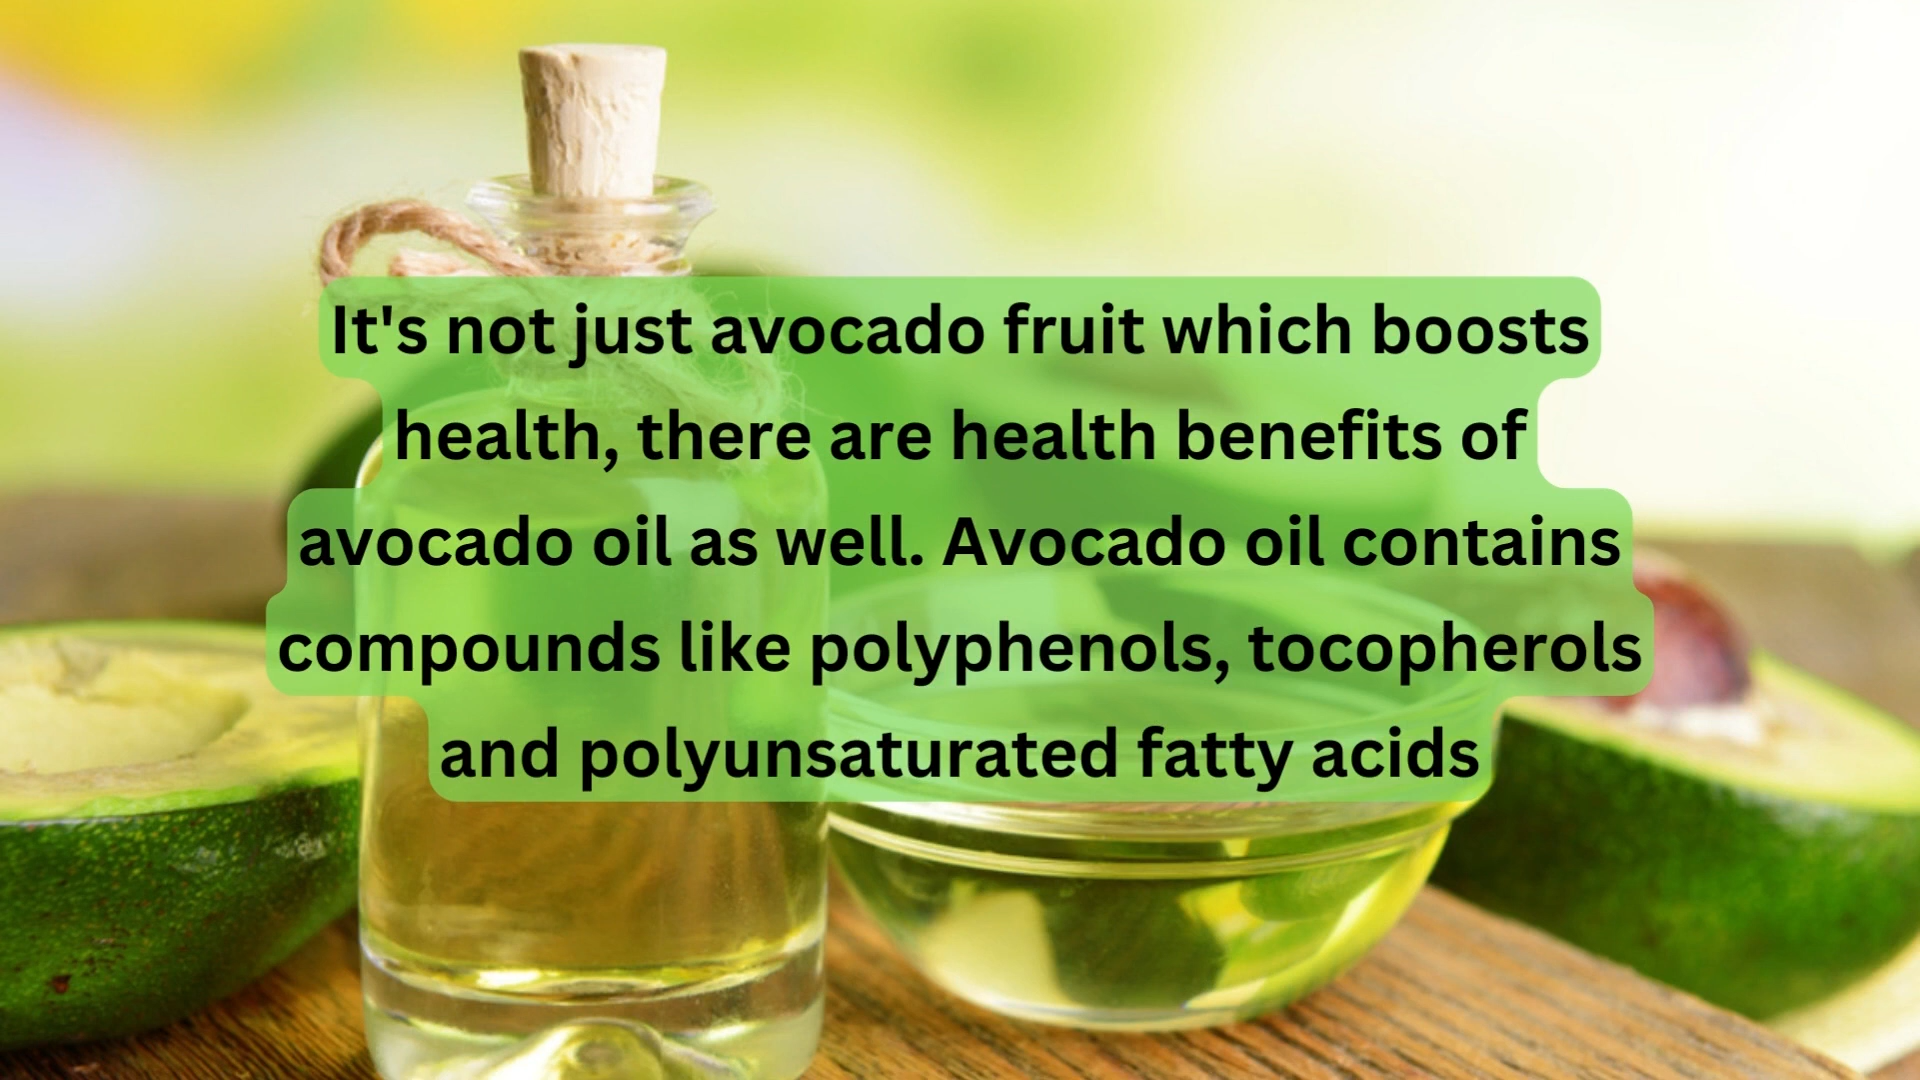 It's not just avocado fruit which boosts
health, there are health benefits of
avocado oil as well. Avocado oil contains
compounds like polyphenols, tocopherols
and polyunsaturated fatty acids